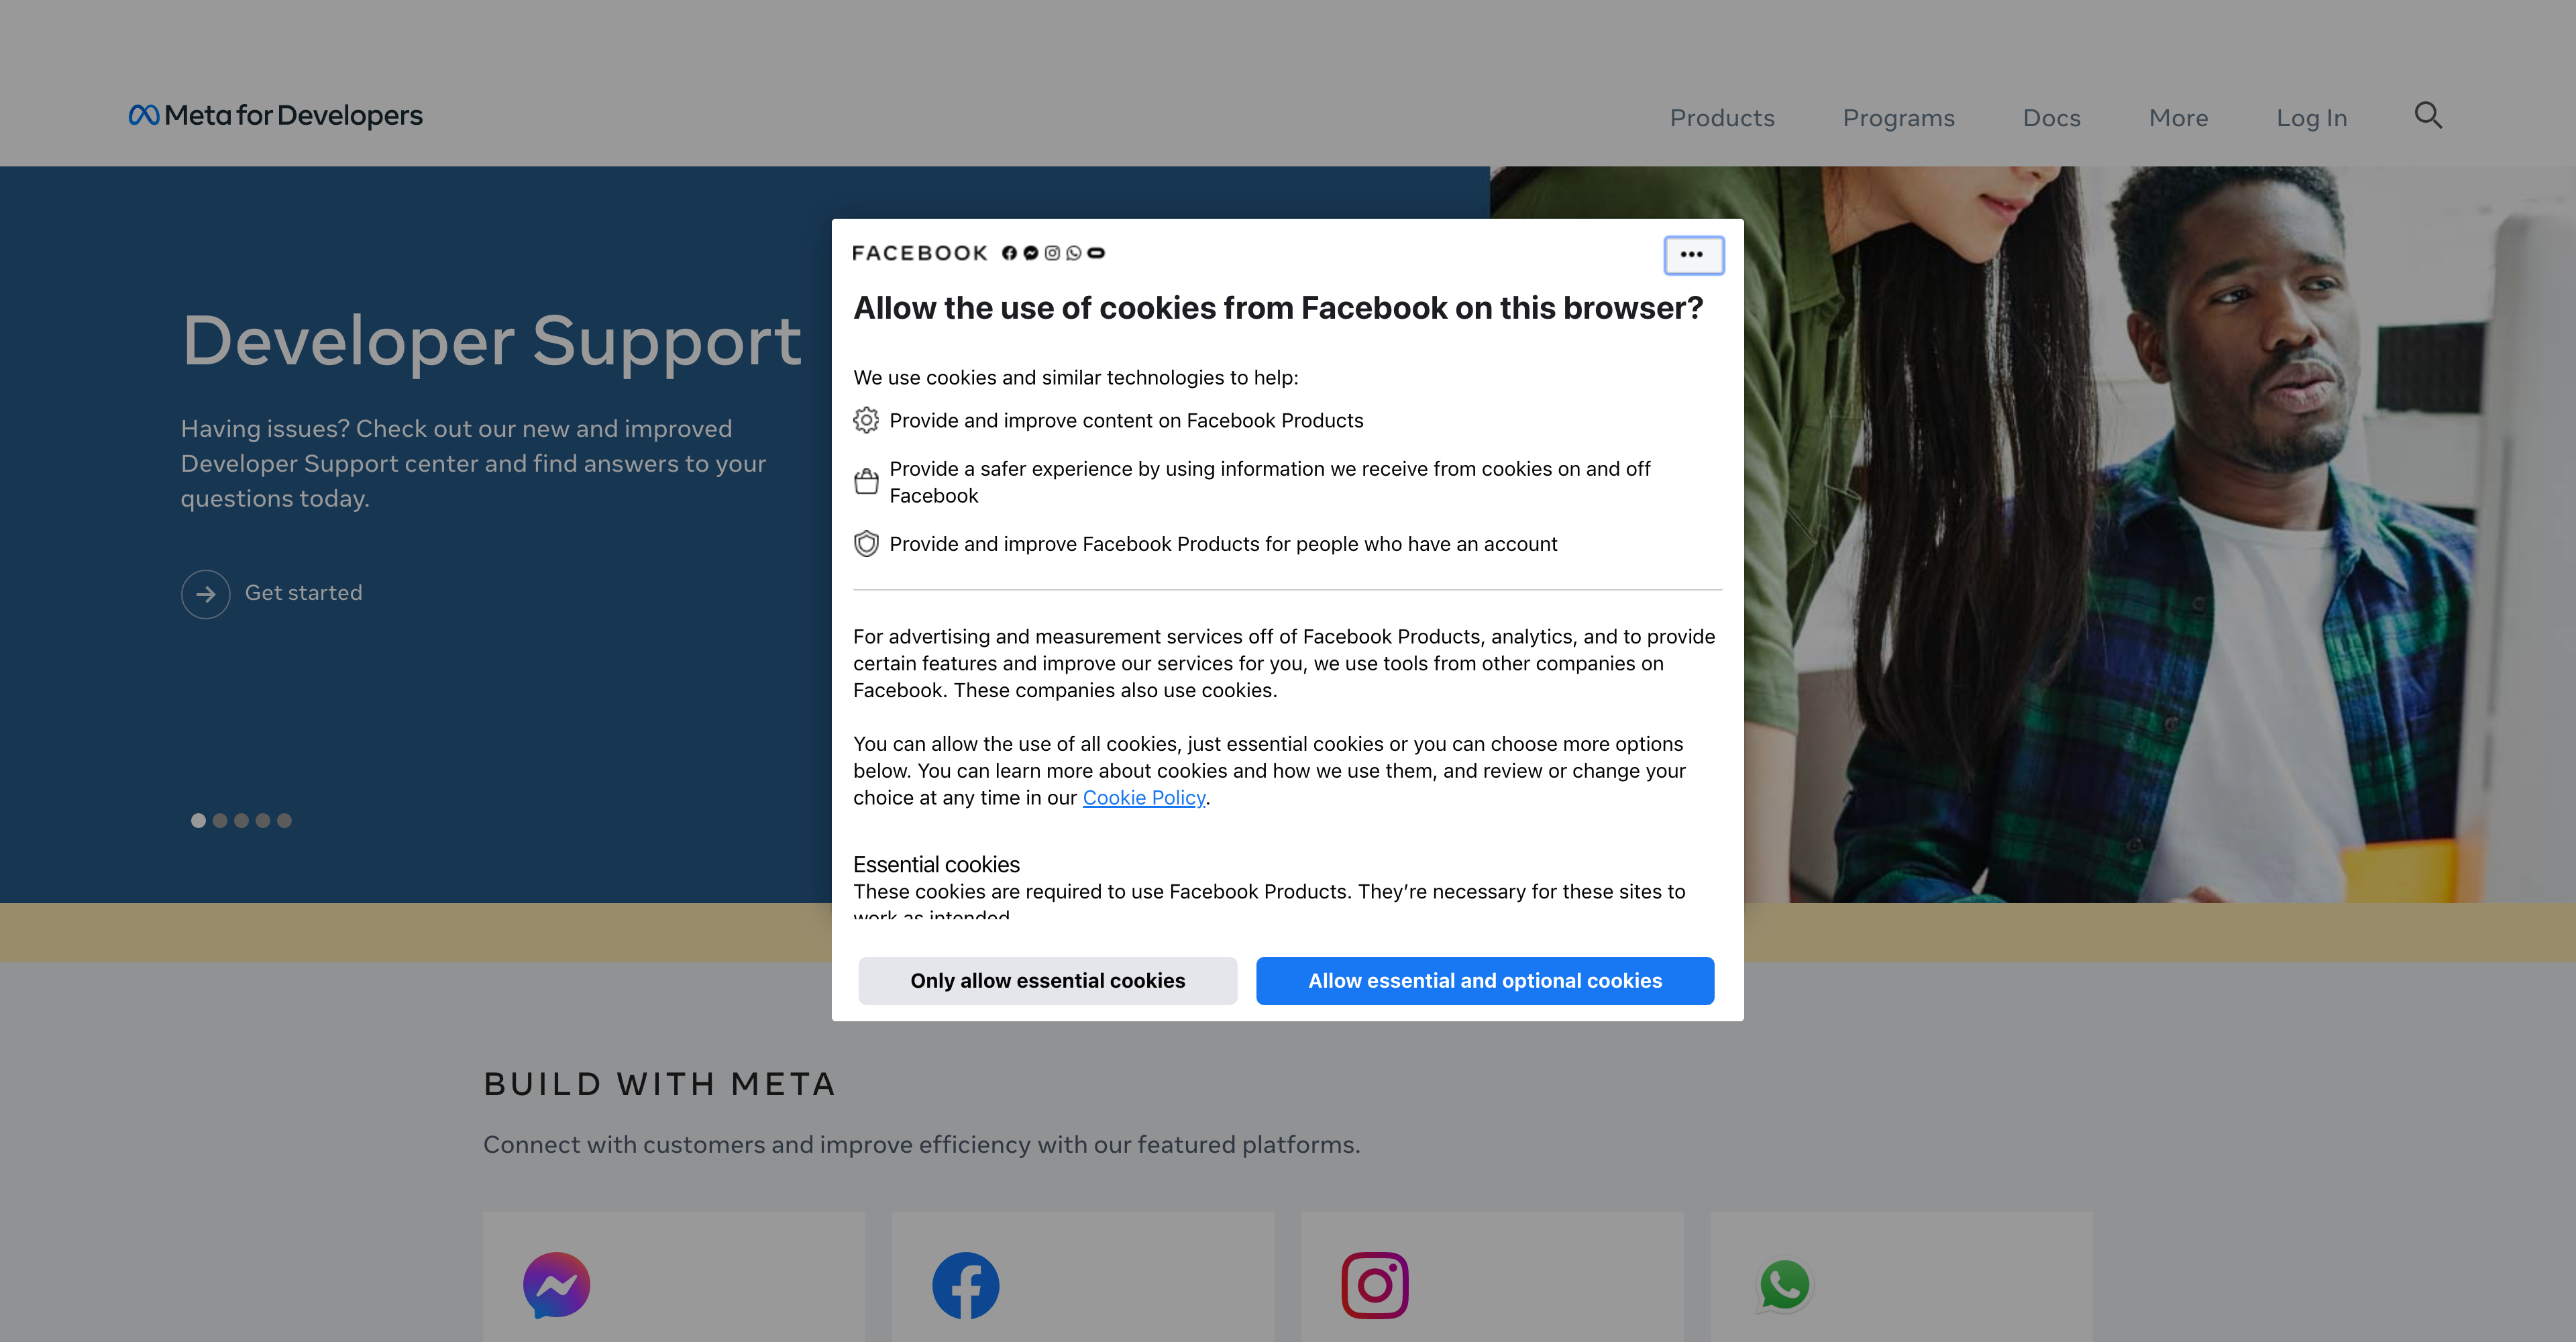 Meta for Developers
Products
Programs
Docs
More
Log In
Developer Support
Having issues? Check out our new and improved
Developer Support center and find answers to your
questions today.
Get started
FACEBOOK
Allow the use of cookies from Facebook on this browser?
We use cookies and similar technologies to help:
Provide and improve content on Facebook Products
Provide a safer experience by using information we receive from cookies on and off
Facebook
Provide and improve Facebook Products for people who have an account
For advertising and measurement services off of Facebook Products, analytics, and to provide
certain features and improve our services for you, we use tools from other companies on
Facebook. These companies also use cookies.
You can allow the use of all cookies, just essential cookies or you can choose more options
below. You can learn more about cookies and how we use them, and review or change your
choice at any time in our Cookie Policy.
Essential cookies
These cookies are required to use Facebook Products. They’re necessary for these sites to
work as intended.
Only allow essential cookies
Allow essential and optional cookies
BUILD WITH META
Connect with customers and improve efficiency with our featured platforms.